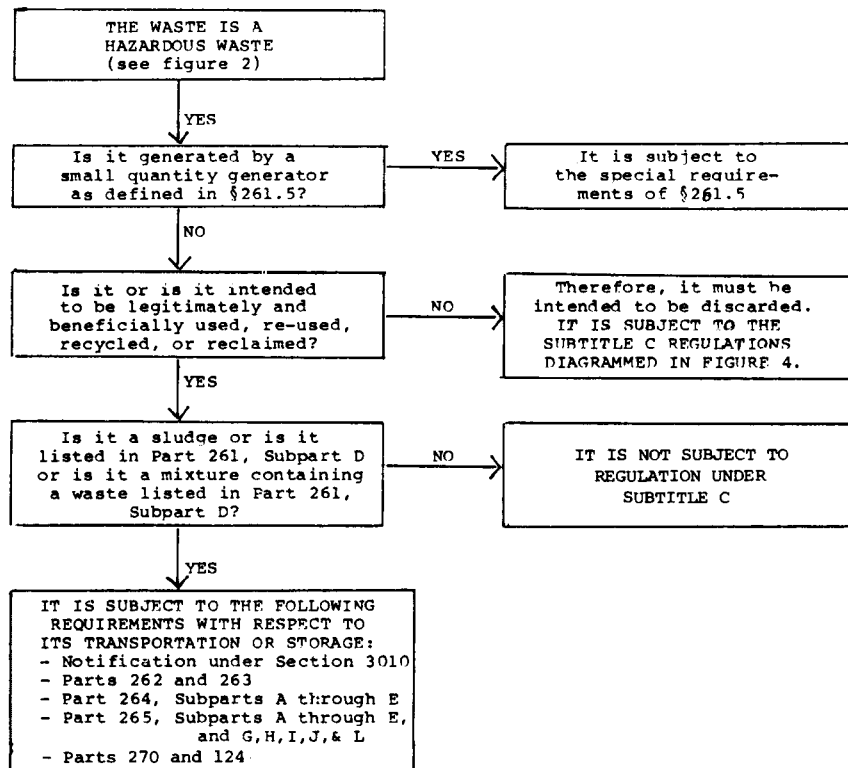 THE WASTE IS A
HAZARDOUS WASTE
(see figure 2)
YES
Is it generated by a
small quantity generator
as defined in §261.5?
YES
It is subject to
the special require-
ments of §261.5
NO
Is it or is it intended
to be legitimately and
beneficially used, re-used,
recycled, or reclaimed?
NO
Therefore, it must be
intended to be discarded.
IT IS SUBJECT TO THE
SUBTITLE C REGULATIONS
DIAGRAMMED IN FIGURE 4.
YES
Is it a sludge or is it
listed in Part 261, Subpart D
or is it a mixture containing
a waste listed in Part 261,
Subpart D?
NO
IT IS NOT SUBJECT TO
REGULATION UNDER
SUBTITLE C
YES
IT IS SUBJECT TO THE FOLLOWING
REQUIREMENTS WITH RESPECT TO
ITS TRANSPORTATION OR STORAGE:
- Notification under Section 3010
- Parts 262 and 263
- Part 264, Subparts A through E
- Part 265, Subparts A through E,
and G,H,I,J,& L
- Parts 270 and 124